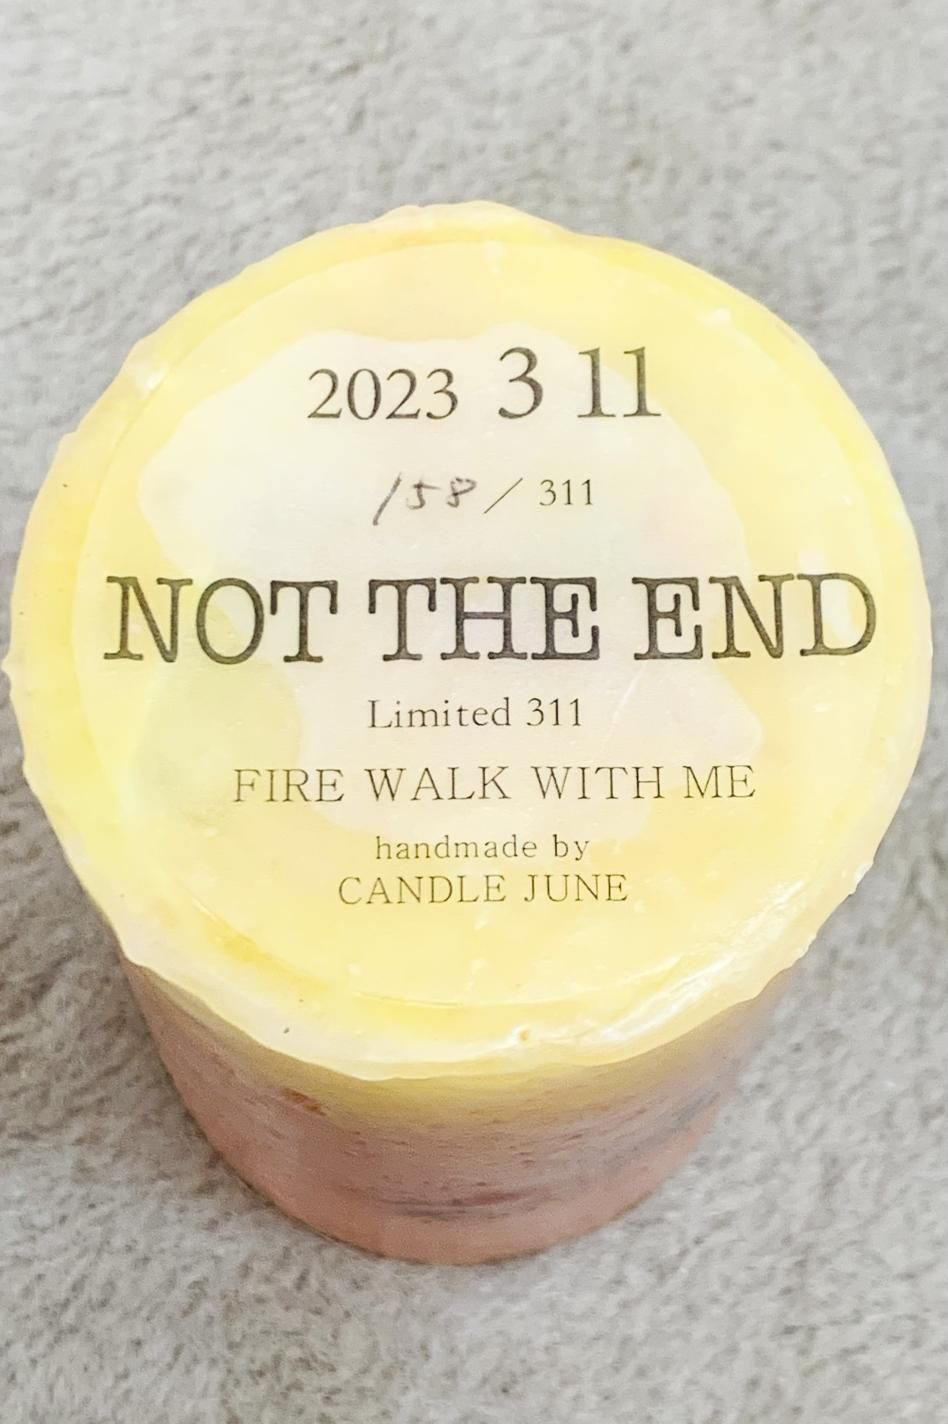 2023 3 11
158 / 311
NOT THE END
Limited 311
FIRE WALK WITH ME
handmade by
CANDLE JUNE